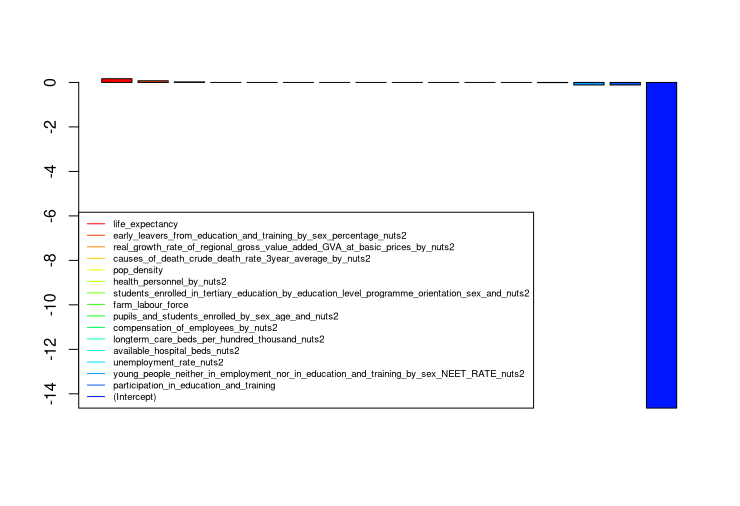 0
-2
-4
-6
-8
-10
-12
-14
life_expectancy
early_leavers_from_education_and_training_by_sex_percentage_nuts2
real_growth_rate_of_regional_gross_value_added_GVA_at_basic_prices_by_nuts2
causes_of_death_crude_death_rate_3year_average_by_nuts2
pop_density
health_personnel_by_nuts2
students_enrolled_in_tertiary_education_by_education_level_programme_orientation_sex_and_nuts2
farm_labour_force
pupils_and_students_enrolled_by_sex_age_and_nuts2
compensation_of_employees_by_nuts2
longterm_care_beds_per_hundred_thousand_nuts2
available_hospital_beds_nuts2
unemployment_rate_nuts2
young_people_neither_in_employment_nor_in_education_and_training_by_sex_NEET_RATE_nuts2
participation_in_education_and_training
(Intercept)